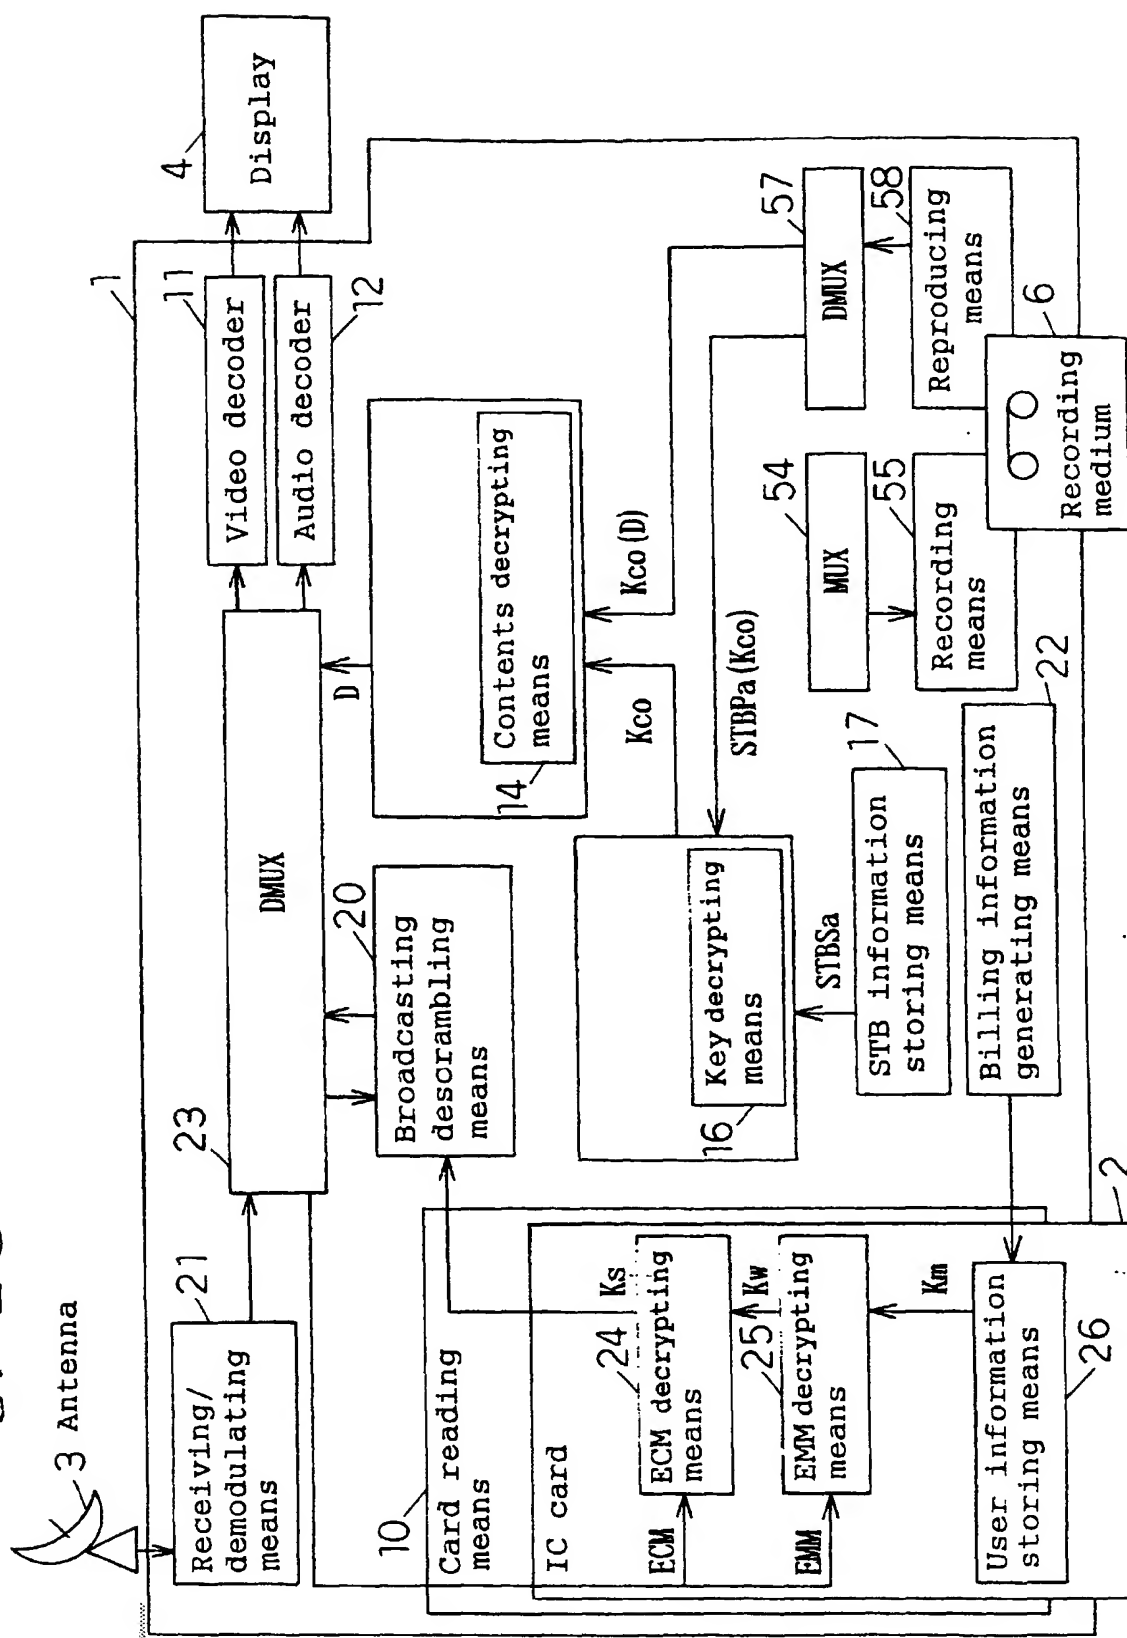 3 Antenna
Receiving/
demodulating
means
21
23
DMUX
1
11
Video decoder
Audio decoder
12
4
Display
10
Card reading
means
20
Broadcasting
descrambling
means
D
14
Contents decrypting
means
Kco
Kco(D)
IC card
ECM
24
ECM decrypting
means
Ks
EMM
25
EMM decrypting
means
Kw
Km
User information
storing means
26
2
16
Key decrypting
means
STBPa(Kco)
STBSa
17
STB information
storing means
Billing information
generating means
22
54
MUX
55
Recording
means
57
DMUX
58
Reproducing
means
6
Recording
medium